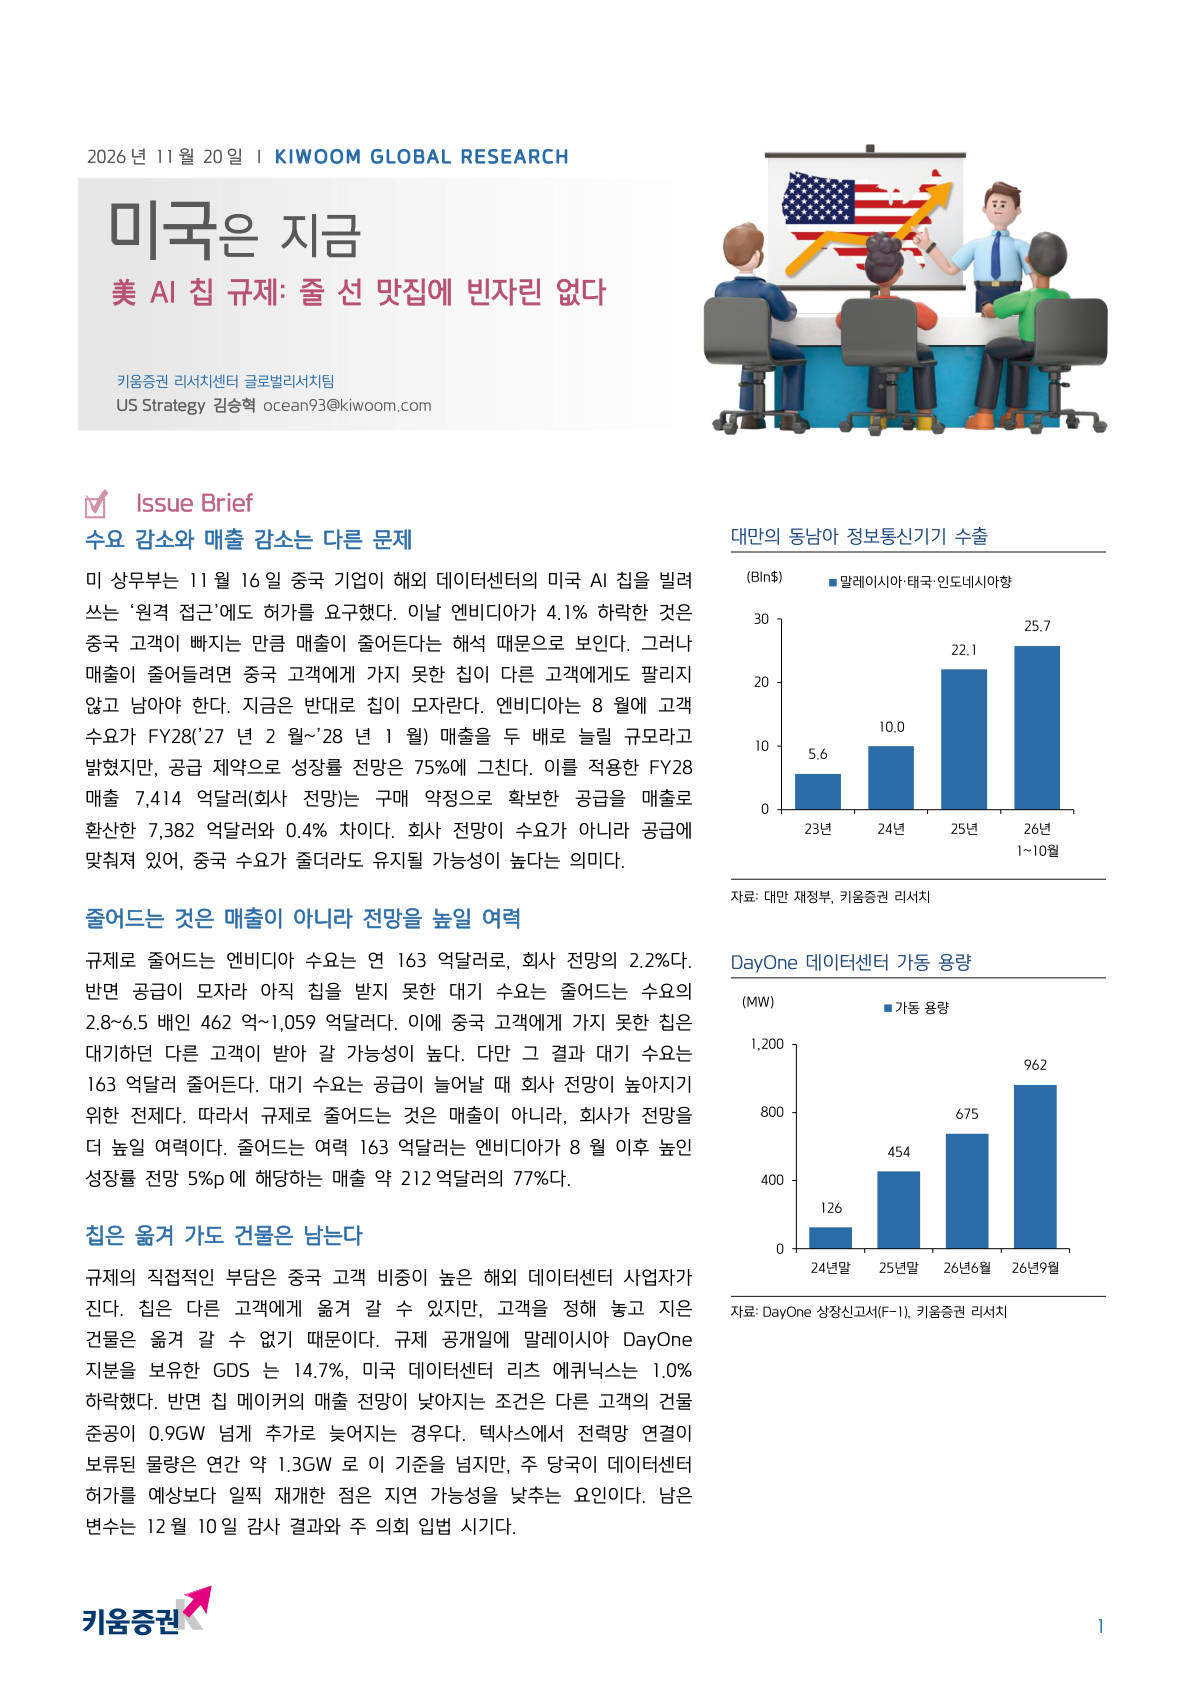 2026년 11월 20일 | KIWOOM GLOBAL RESEARCH
미국은 지금
美 AI 칩 규제: 줄 선 맛집에 빈자린 없다
키움증권 리서치센터 글로벌리서치팀
US Strategy 김승혁 ocean93@kiwoom.com
Issue Brief
수요 감소와 매출 감소는 다른 문제
미 상무부는 11월 16일 중국 기업이 해외 데이터센터의 미국 AI 칩을 빌려
쓰는 ‘원격 접근’에도 허가를 요구했다. 이날 엔비디아가 4.1% 하락한 것은
중국 고객이 빠지는 만큼 매출이 줄어든다는 해석 때문으로 보인다. 그러나
매출이 줄어들려면 중국 고객에게 가지 못한 칩이 다른 고객에게도 팔리지
않고 남아야 한다. 지금은 반대로 칩이 모자란다. 엔비디아는 8 월에 고객
수요가 FY28(’27 년 2 월~’28 년 1 월) 매출을 두 배로 늘릴 규모라고
밝혔지만, 공급 제약으로 성장률 전망은 75%에 그친다. 이를 적용한 FY28
매출 7,414 억달러(회사 전망)는 구매 약정으로 확보한 공급을 매출로
환산한 7,382 억달러와 0.4% 차이다. 회사 전망이 수요가 아니라 공급에
맞춰져 있어, 중국 수요가 줄더라도 유지될 가능성이 높다는 의미다.
줄어드는 것은 매출이 아니라 전망을 높일 여력
규제로 줄어드는 엔비디아 수요는 연 163 억달러로, 회사 전망의 2.2%다.
반면 공급이 모자라 아직 칩을 받지 못한 대기 수요는 줄어드는 수요의
2.8~6.5 배인 462 억~1,059 억달러다. 이에 중국 고객에게 가지 못한 칩은
대기하던 다른 고객이 받아 갈 가능성이 높다. 다만 그 결과 대기 수요는
163 억달러 줄어든다. 대기 수요는 공급이 늘어날 때 회사 전망이 높아지기
위한 전제다. 따라서 규제로 줄어드는 것은 매출이 아니라, 회사가 전망을
더 높일 여력이다. 줄어드는 여력 163 억달러는 엔비디아가 8 월 이후 높인
성장률 전망 5%p에 해당하는 매출 약 212억달러의 77%다.
칩은 옮겨 가도 건물은 남는다
규제의 직접적인 부담은 중국 고객 비중이 높은 해외 데이터센터 사업자가
진다. 칩은 다른 고객에게 옮겨 갈 수 있지만, 고객을 정해 놓고 지은
건물은 옮겨 갈 수 없기 때문이다. 규제 공개일에 말레이시아 DayOne
지분을 보유한 GDS 는 14.7%, 미국 데이터센터 리츠 에퀴닉스는 1.0%
하락했다. 반면 칩 메이커의 매출 전망이 낮아지는 조건은 다른 고객의 건물
준공이 0.9GW 넘게 추가로 늦어지는 경우다. 텍사스에서 전력망 연결이
보류된 물량은 연간 약 1.3GW 로 이 기준을 넘지만, 주 당국이 데이터센터
허가를 예상보다 일찍 재개한 점은 지연 가능성을 낮추는 요인이다. 남은
변수는 12월 10일 감사 결과와 주 의회 입법 시기다.
대만의 동남아 정보통신기기 수출
(Bln$)
말레이시아·태국·인도네시아향
30
20
10
0
5.6
10.0
22.1
25.7
23년 24년 25년 26년
1~10월
자료: 대만 재정부, 키움증권 리서치
DayOne 데이터센터 가동 용량
(MW)
가동 용량
1,200
800
400
0
126
454
675
962
24년말 25년말 26년6월 26년9월
자료: DayOne 상장신고서(F-1), 키움증권 리서치
키움증권
1